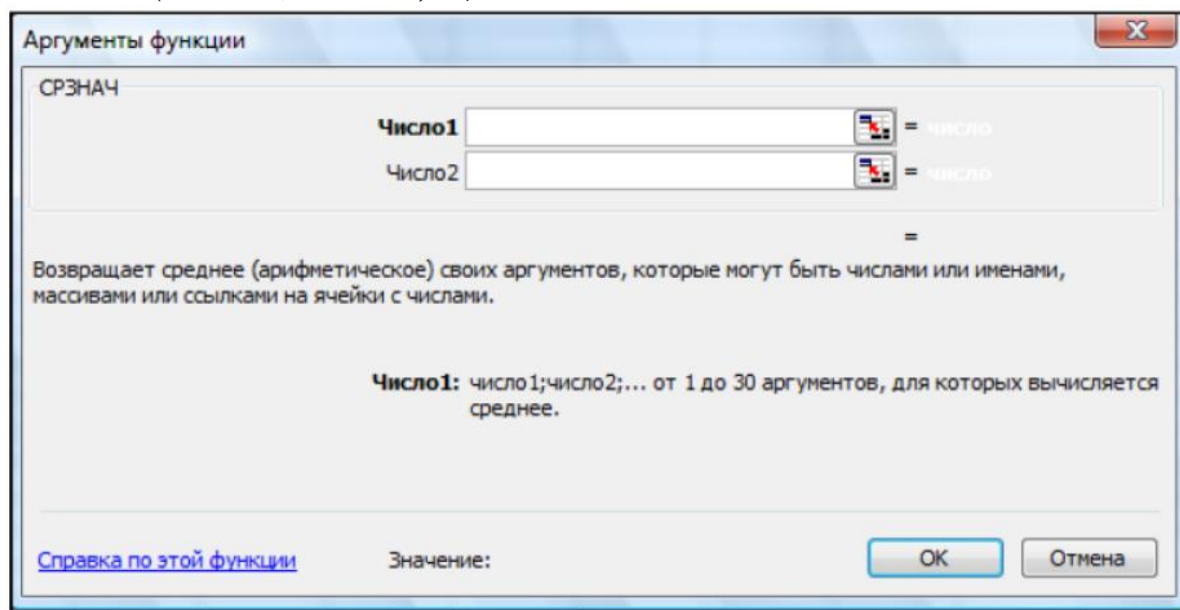 Аргументы функции
СРЗНАЧ
Число1 = число
Число2 = число
=
Возвращает среднее (арифметическое) своих аргументов, которые могут быть числами или именами,
массивами или ссылками на ячейки с числами.
Число1: число1;число2;... от 1 до 30 аргументов, для которых вычисляется
среднее.
Справка по этой функции Значение: ОК Отмена